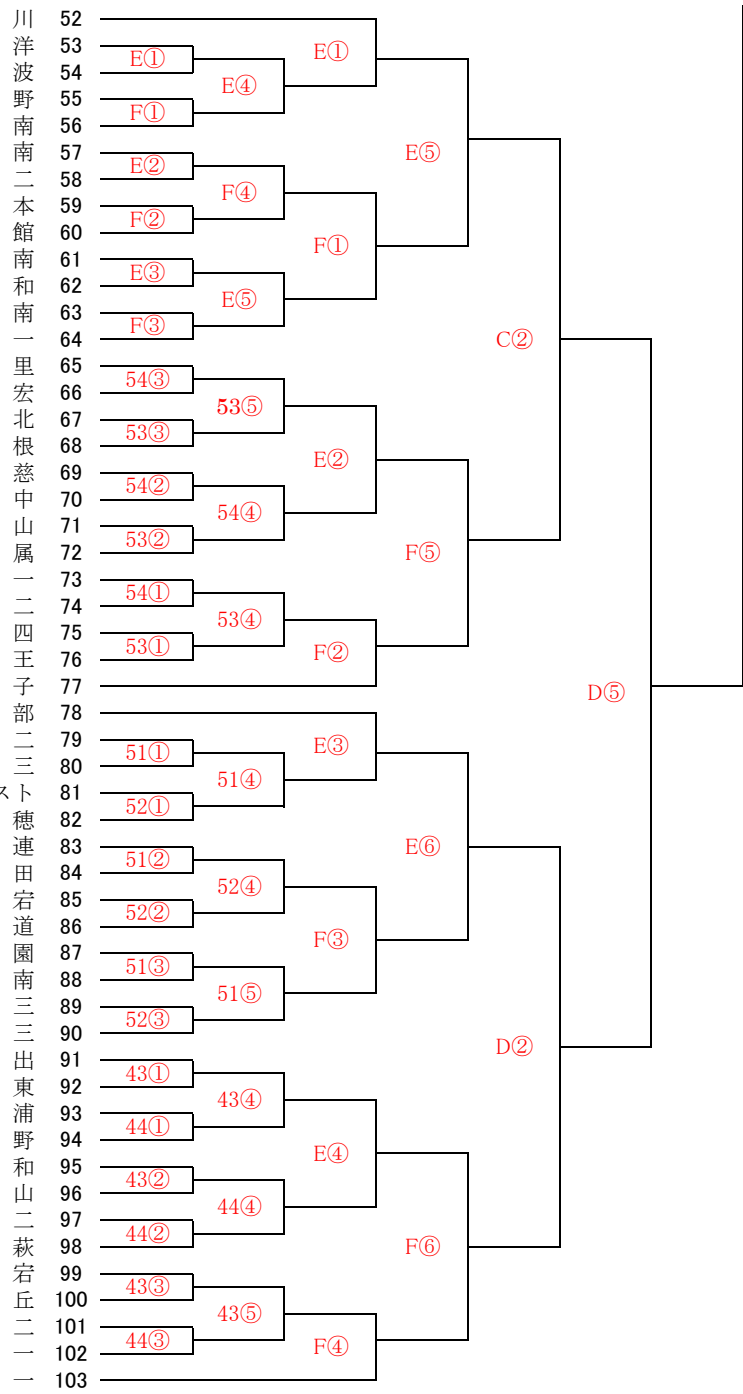 川 52
洋 53
波 54
野 55
南 56
南 57
二 58
本 59
館 60
南 61
和 62
南 63
一 64
里 65
宏 66
北 67
根 68
慈 69
中 70
山 71
属 72
一 73
二 74
四 75
王 76
子 77
部 78
二 79
三 80
スト 81
穂 82
連 83
田 84
宕 85
道 86
園 87
南 88
三 89
三 90
出 91
東 92
浦 93
野 94
和 95
山 96
二 97
萩 98
宕 99
丘 100
二 101
一 102
一 103
E①
F①
E②
F②
E③
F③
54③
53③
54②
53②
54①
53①
51①
52①
51②
52②
51③
52③
43①
44①
43②
44②
43③
44③
E④
F④
E⑤
53⑤
54④
53④
51④
52④
51⑤
43④
44④
43⑤
E①
F①
E②
F②
E③
F③
E④
F④
E⑤
F⑤
E⑥
F⑥
C②
D②
D⑤